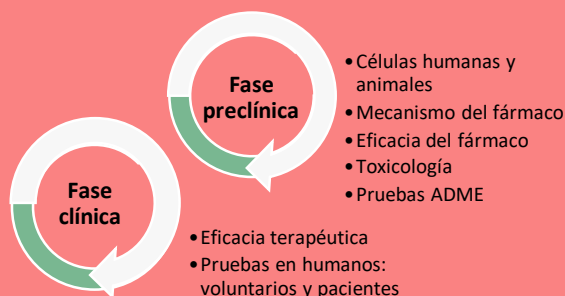 Fase
preclínica
•Células humanas y
animales
•Mecanismo del fármaco
•Eficacia del fármaco
•Toxicología
•Pruebas ADME
Fase
clínica
•Eficacia terapéutica
•Pruebas en humanos:
voluntarios y pacientes